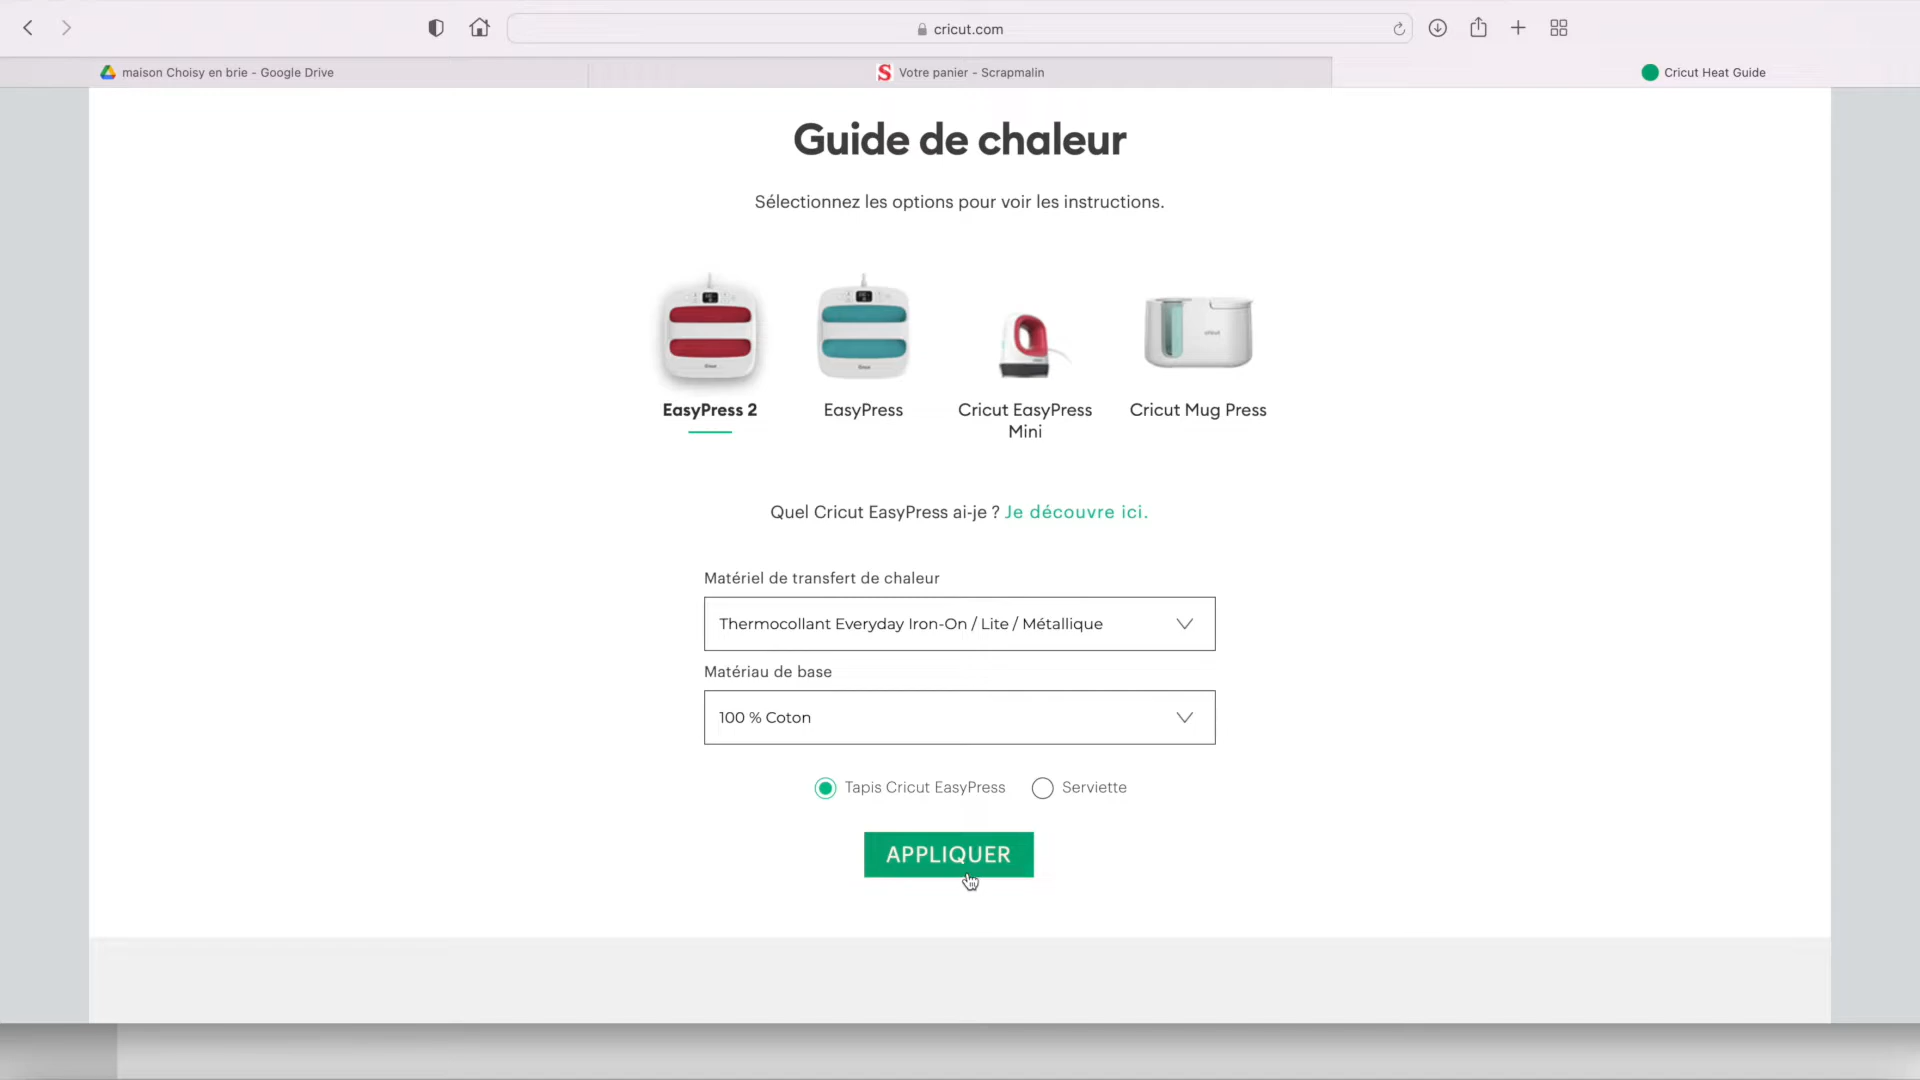 cricut.com
maison Choisy en brie - Google Drive
S Votre panier - Scrapmalin
Cricut Heat Guide
Guide de chaleur
Sélectionnez les options pour voir les instructions.
EasyPress 2
EasyPress
Cricut EasyPress
Mini
Cricut Mug Press
Quel Cricut EasyPress ai-je ? Je découvre ici.
Matériel de transfert de chaleur
Thermocollant Everyday Iron-On / Lite / Métallique
Matériau de base
100 % Coton
Tapis Cricut EasyPress
Serviette
APPLIQUER